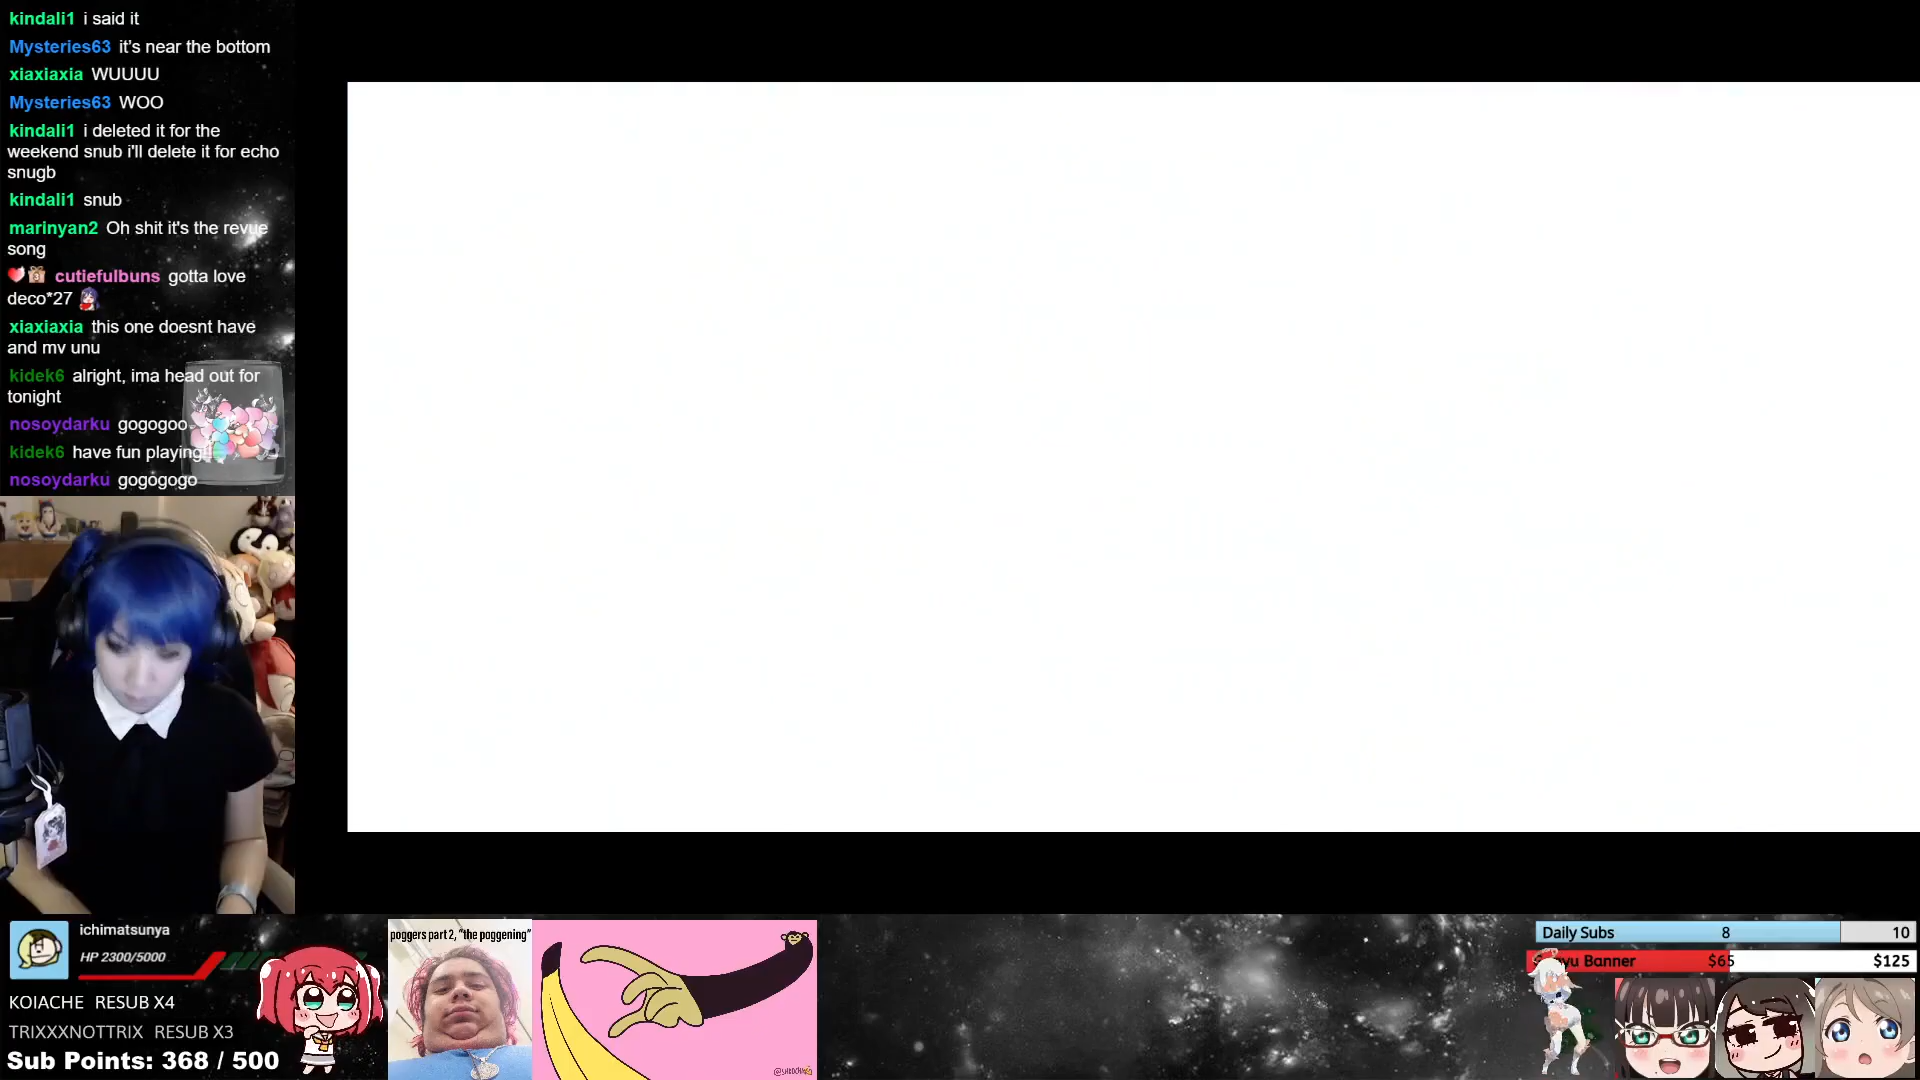 kindali1 i said it
Mysteries63 it's near the bottom
xiaxiaxia WUUUU
Mysteries63 WOO
kindali1 i deleted it for the
weekend snub i'll delete it for echo
snugb
kindali1 snub
marinyan2 Oh shit it's the revue
song
cutiefulbuns gotta love
deco*27
xiaxiaxia this one doesnt have
and mv unu
kidek6 alright, ima head out for
tonight
nosoydarku gogogoo
kidek6 have fun playing!!
nosoydarku gogogogo
ichimatsunya
HP 2300/5000
KOIACHE RESUB X4
TRIXXXNOTTRIX RESUB X3
Sub Points: 368 / 500
poggers part 2, "the poggening"
Daily Subs 8 10
Banner $65 $125